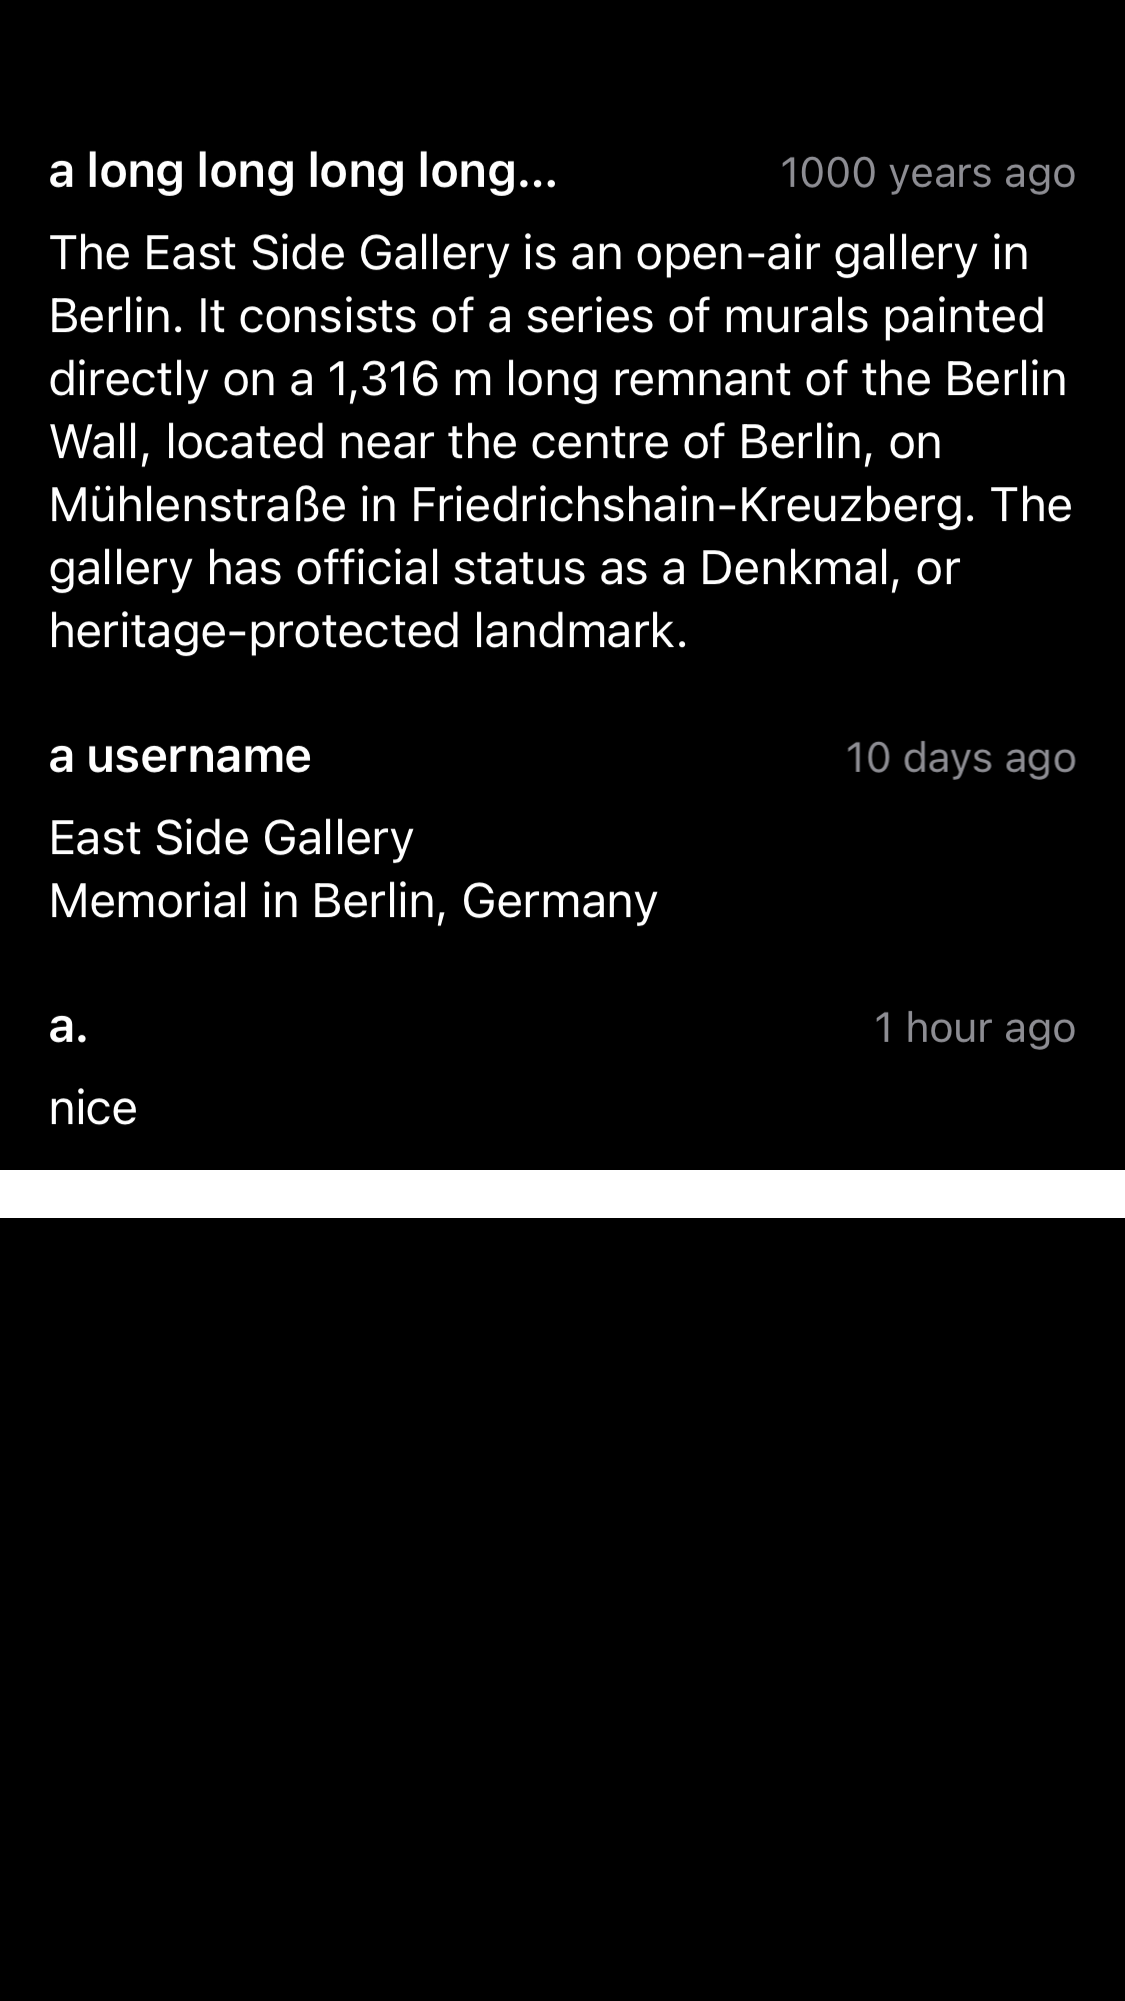 a long long long long...
1000 years ago
The East Side Gallery is an open-air gallery in
Berlin. It consists of a series of murals painted
directly on a 1,316 m long remnant of the Berlin
Wall, located near the centre of Berlin, on
Mühlenstraße in Friedrichshain-Kreuzberg. The
gallery has official status as a Denkmal, or
heritage-protected landmark.
a username
10 days ago
East Side Gallery
Memorial in Berlin, Germany
a.
1 hour ago
nice